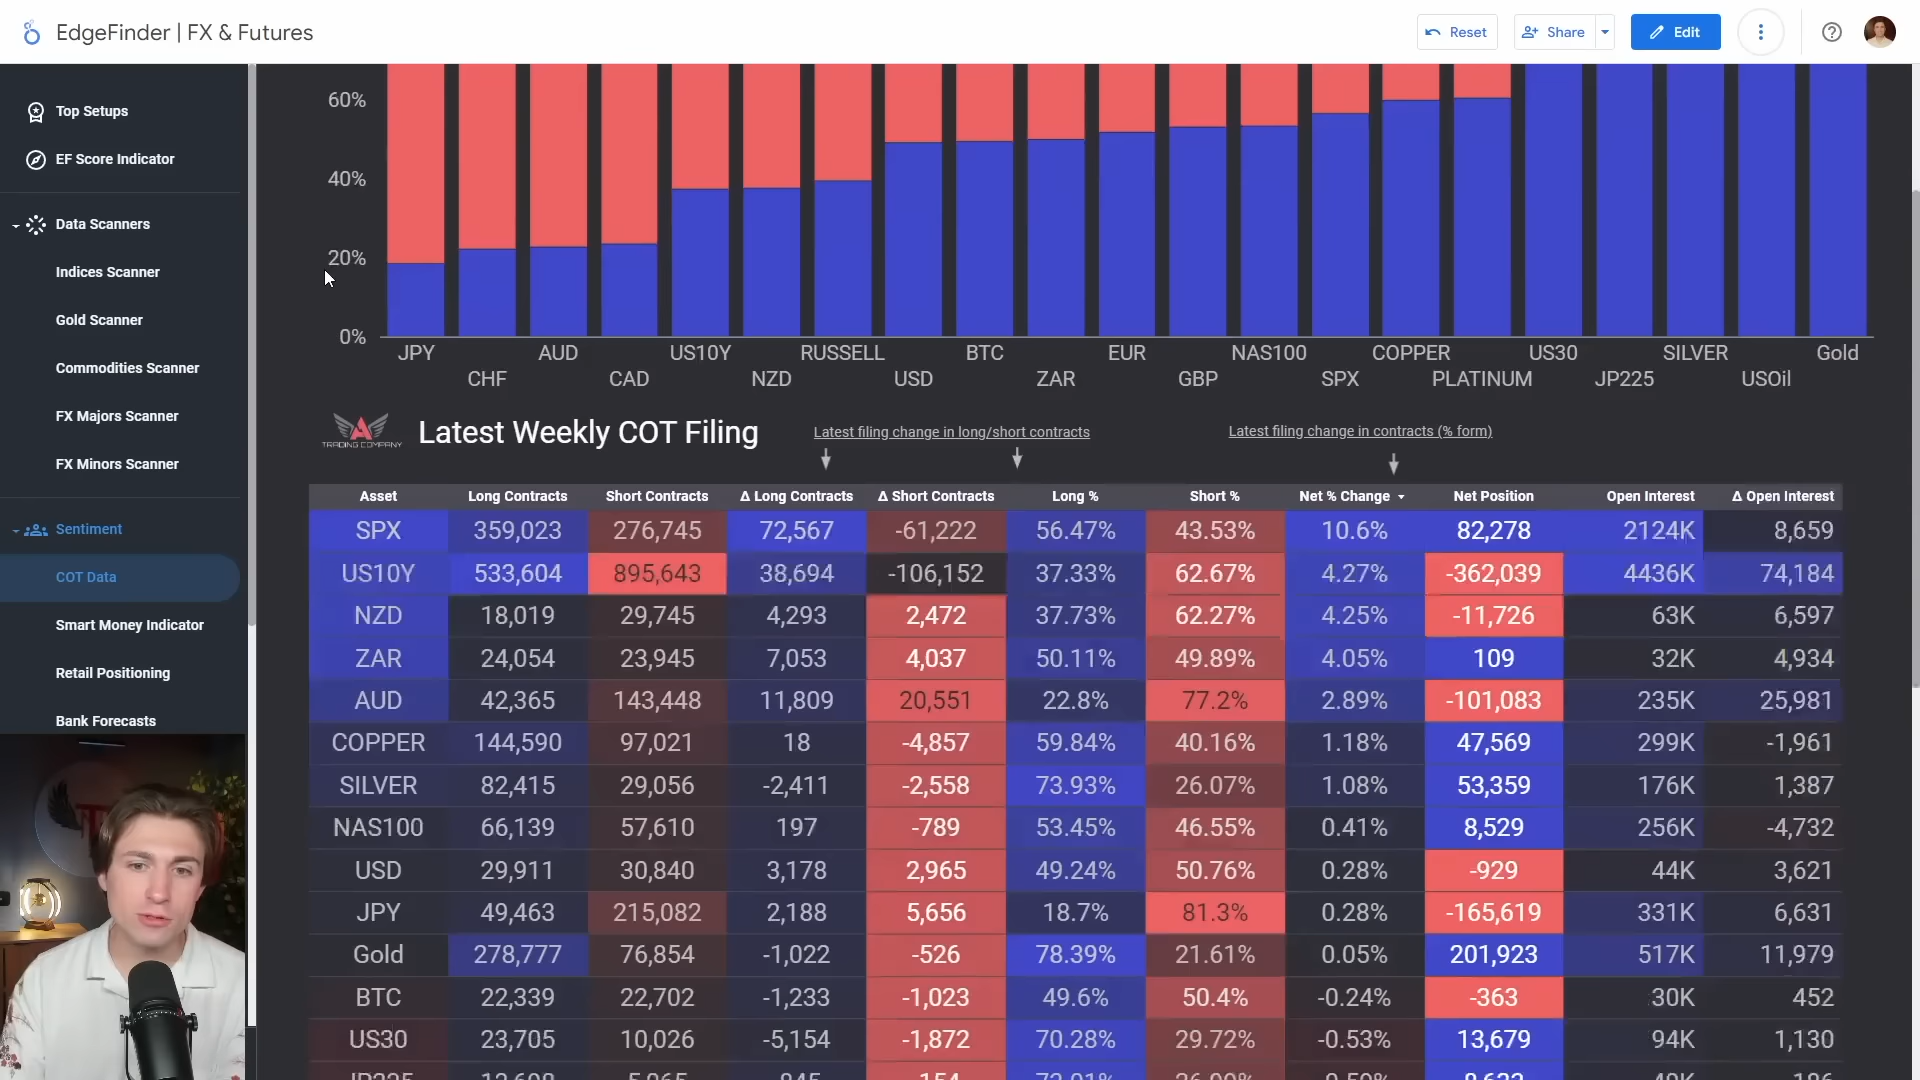 EdgeFinder | FX & Futures
Reset
Share
Edit
Top Setups
EF Score Indicator
Data Scanners
Indices Scanner
Gold Scanner
Commodities Scanner
FX Majors Scanner
FX Minors Scanner
Sentiment
COT Data
Smart Money Indicator
Retail Positioning
Bank Forecasts
60%
40%
20%
0%
JPY AUD US10Y RUSSELL BTC EUR NAS100 COPPER US30 SILVER Gold
CHF CAD NZD USD ZAR GBP SPX PLATINUM JP225 USOil
TRADING COMPANY
Latest Weekly COT Filing
Latest filing change in long/short contracts
Latest filing change in contracts (% form)
Asset Long Contracts Short Contracts Δ Long Contracts Δ Short Contracts Long % Short % Net % Change Net Position Open Interest Δ Open Interest
SPX 359,023 276,745 72,567 -61,222 56.47% 43.53% 10.6% 82,278 2124K 8,659
US10Y 533,604 895,643 38,694 -106,152 37.33% 62.67% 4.27% -362,039 4436K 74,184
NZD 18,019 29,745 4,293 2,472 37.73% 62.27% 4.25% -11,726 63K 6,597
ZAR 24,054 23,945 7,053 4,037 50.11% 49.89% 4.05% 109 32K 4,934
AUD 42,365 143,448 11,809 20,551 22.8% 77.2% 2.89% -101,083 235K 25,981
COPPER 144,590 97,021 18 -4,857 59.84% 40.16% 1.18% 47,569 299K -1,961
SILVER 82,415 29,056 -2,411 -2,558 73.93% 26.07% 1.08% 53,359 176K 1,387
NAS100 66,139 57,610 197 -789 53.45% 46.55% 0.41% 8,529 256K -4,732
USD 29,911 30,840 3,178 2,965 49.24% 50.76% 0.28% -929 44K 3,621
JPY 49,463 215,082 2,188 5,656 18.7% 81.3% 0.28% -165,619 331K 6,631
Gold 278,777 76,854 -1,022 -526 78.39% 21.61% 0.05% 201,923 517K 11,979
BTC 22,339 22,702 -1,233 -1,023 49.6% 50.4% -0.24% -363 30K 452
US30 23,705 10,026 -5,154 -1,872 70.28% 29.72% -0.53% 13,679 94K 1,130